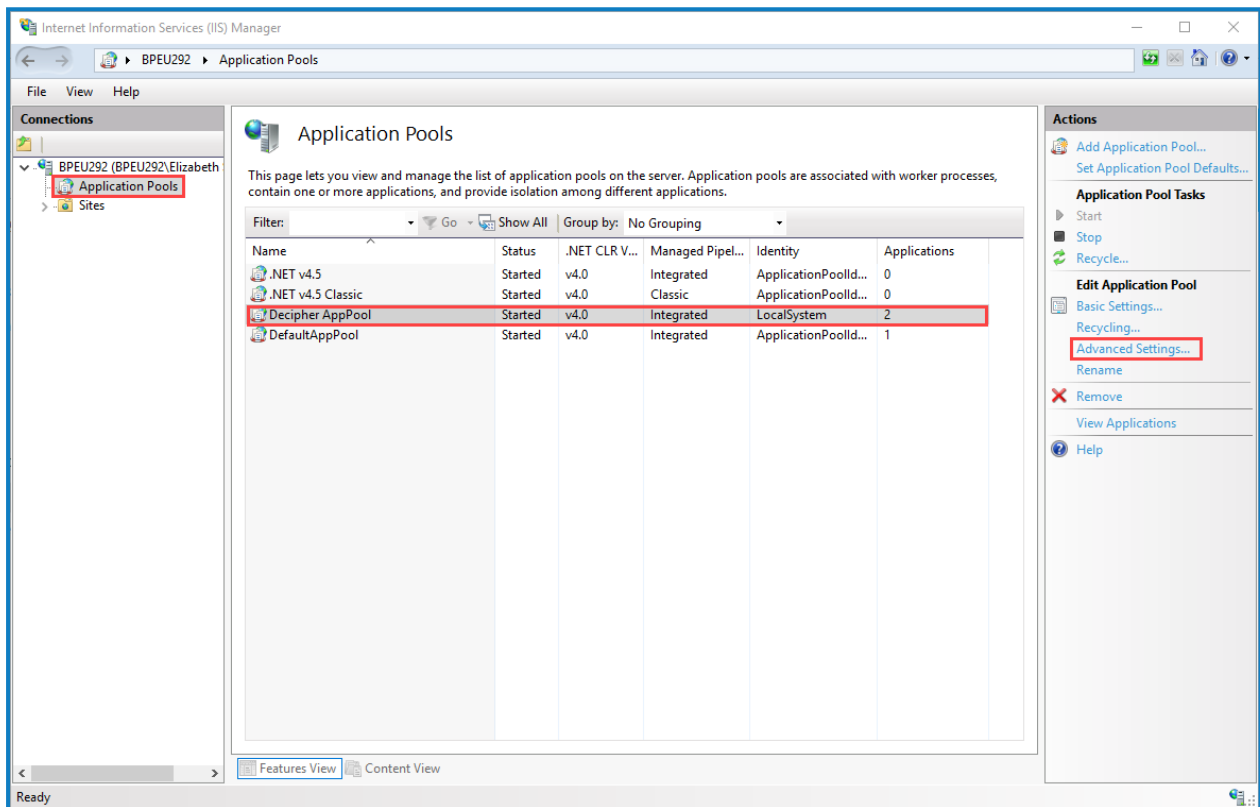 Internet Information Services (IIS) Manager
BPEU292 Application Pools
File View Help
Connections
BPEU292 (BPEU292\Elizabeth
Application Pools
Sites
Application Pools
This page lets you view and manage the list of application pools on the server. Application pools are associated with worker processes,
contain one or more applications, and provide isolation among different applications.
Filter: Go Show All Group by: No Grouping
Name Status .NET CLR V... Managed Pipel... Identity Applications
.NET v4.5 Started v4.0 Integrated ApplicationPoolId... 0
.NET v4.5 Classic Started v4.0 Classic ApplicationPoolId... 0
Decipher AppPool Started v4.0 Integrated LocalSystem 2
DefaultAppPool Started v4.0 Integrated ApplicationPoolId... 1
Features View Content View
Actions
Add Application Pool...
Set Application Pool Defaults...
Application Pool Tasks
Start
Stop
Recycle...
Edit Application Pool
Basic Settings...
Recycling...
Advanced Settings...
Rename
Remove
View Applications
Help
Ready